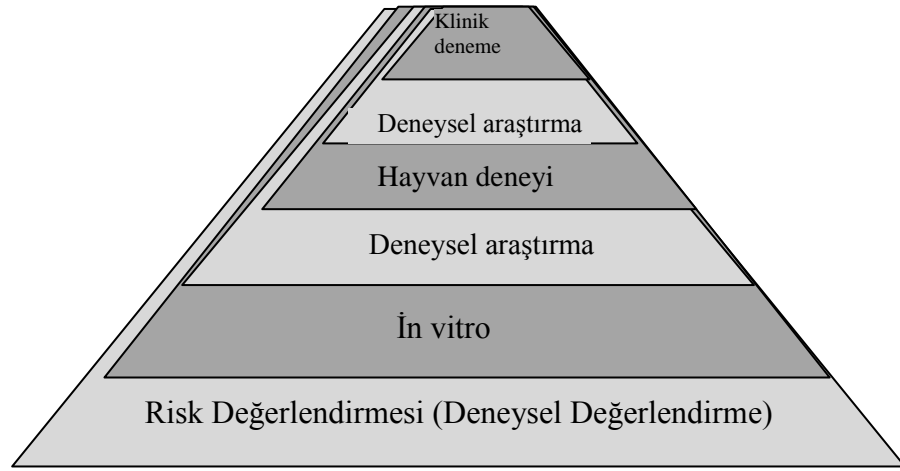 Klinik
deneme
Deneysel araştırma
Hayvan deneyi
Deneysel araştırma
İn vitro
Risk Değerlendirmesi (Deneysel Değerlendirme)